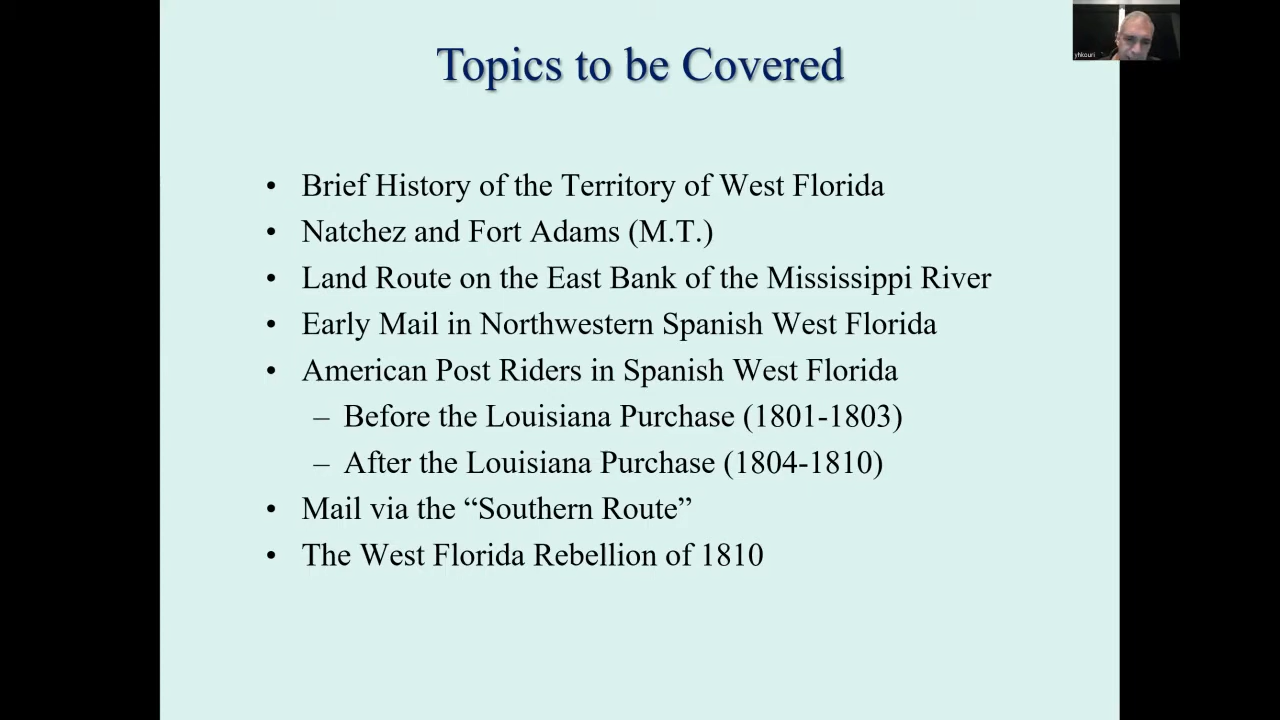 Topics to be Covered
yhkouri
• Brief History of the Territory of West Florida
• Natchez and Fort Adams (M.T.)
• Land Route on the East Bank of the Mississippi River
• Early Mail in Northwestern Spanish West Florida
• American Post Riders in Spanish West Florida
– Before the Louisiana Purchase (1801-1803)
– After the Louisiana Purchase (1804-1810)
• Mail via the “Southern Route”
• The West Florida Rebellion of 1810